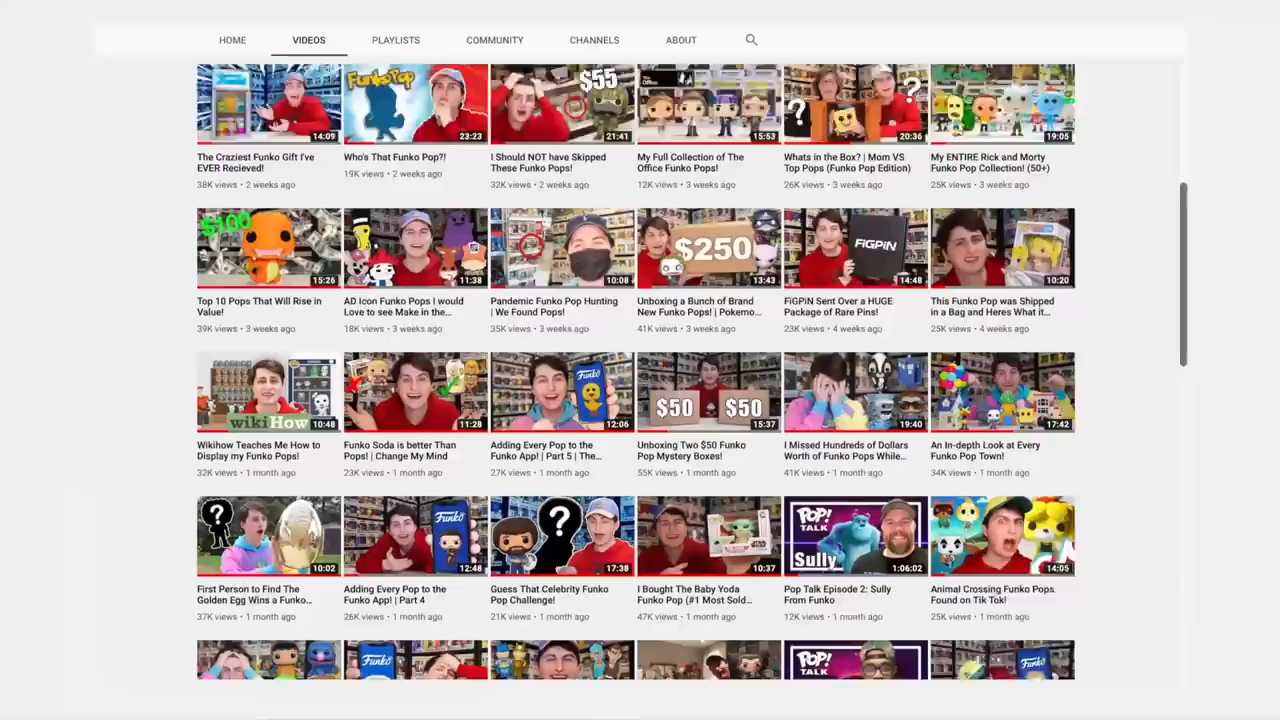 HOME VIDEOS PLAYLISTS COMMUNITY CHANNELS ABOUT
Funko Pop
$55
?
?
14:09
23:23
21:41
15:53
20:36
19:05
The Craziest Funko Gift I've
EVER Recieved!
38K views • 2 weeks ago
Who's That Funko Pop?!
19K views • 2 weeks ago
I Should NOT have Skipped
These Funko Pops!
32K views • 2 weeks ago
My Full Collection of The
Office Funko Pops!
12K views • 3 weeks ago
Whats in the Box? | Mom VS
Top Pops (Funko Pop Edition)
26K views • 3 weeks ago
My ENTIRE Rick and Morty
Funko Pop Collection! (50+)
25K views • 3 weeks ago
$100
$250
FiGPiN
15:26
11:38
10:08
13:43
14:48
10:20
Top 10 Pops That Will Rise in
Value!
39K views • 3 weeks ago
AD Icon Funko Pops I would
Love to see Make in the...
18K views • 3 weeks ago
Pandemic Funko Pop Hunting
| We Found Pops!
35K views • 3 weeks ago
Unboxing a Bunch of Brand
New Funko Pops! | Pokemo...
41K views • 3 weeks ago
FiGPiN Sent Over a HUGE
Package of Rare Pins!
23K views • 4 weeks ago
This Funko Pop was Shipped
in a Bag and Heres What it...
25K views • 4 weeks ago
wikiHow
Funko
$50
$50
10:48
11:28
12:06
15:37
19:40
17:42
Wikihow Teaches Me How to
Display my Funko Pops!
32K views • 1 month ago
Funko Soda is better Than
Pops! | Change My Mind
23K views • 1 month ago
Adding Every Pop to the
Funko App! | Part 5 | The...
27K views • 1 month ago
Unboxing Two $50 Funko
Pop Mystery Boxes!
55K views • 1 month ago
I Missed Hundreds of Dollars
Worth of Funko Pops While...
41K views • 1 month ago
An In-depth Look at Every
Funko Pop Town!
34K views • 1 month ago
?
Funko
?
STAR WARS
POP!
TALK
Sully
10:02
12:48
17:38
10:37
1:06:02
14:05
First Person to Find The
Golden Egg Wins a Funko...
37K views • 1 month ago
Adding Every Pop to the
Funko App! | Part 4
26K views • 1 month ago
Guess That Celebrity Funko
Pop Challenge!
21K views • 1 month ago
I Bought The Baby Yoda
Funko Pop (#1 Most Sold...
47K views • 1 month ago
Pop Talk Episode 2: Sully
From Funko
12K views • 1 month ago
Animal Crossing Funko Pops
Found on Tik Tok!
25K views • 1 month ago
Funko
POP!
TALK
Funko